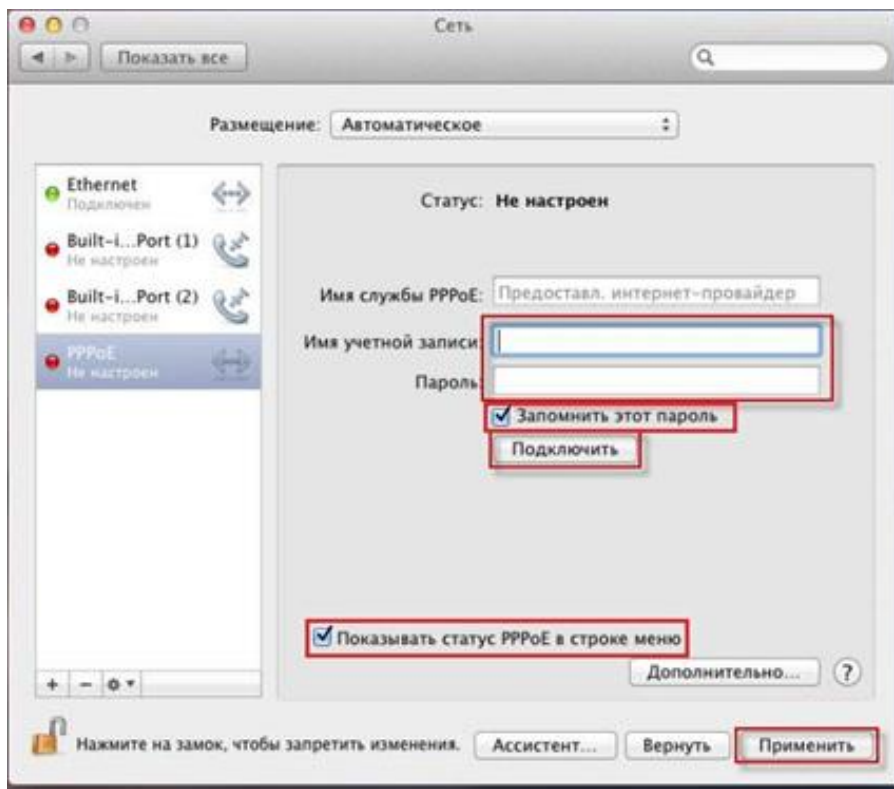 Сеть
Показать все
Размещение: Автоматическое
Ethernet
Подключен
Built-i...Port (1)
Не настроен
Built-i...Port (2)
Не настроен
PPPoE
Не настроен
Статус: Не настроен
Имя службы PPPoE: Предоставл. интернет-провайдер
Имя учетной записи:
Пароль:
Запомнить этот пароль
Подключить
Показывать статус PPPoE в строке меню
Дополнительно... ?
+ −
Нажмите на замок, чтобы запретить изменения. Ассистент... Вернуть Применить